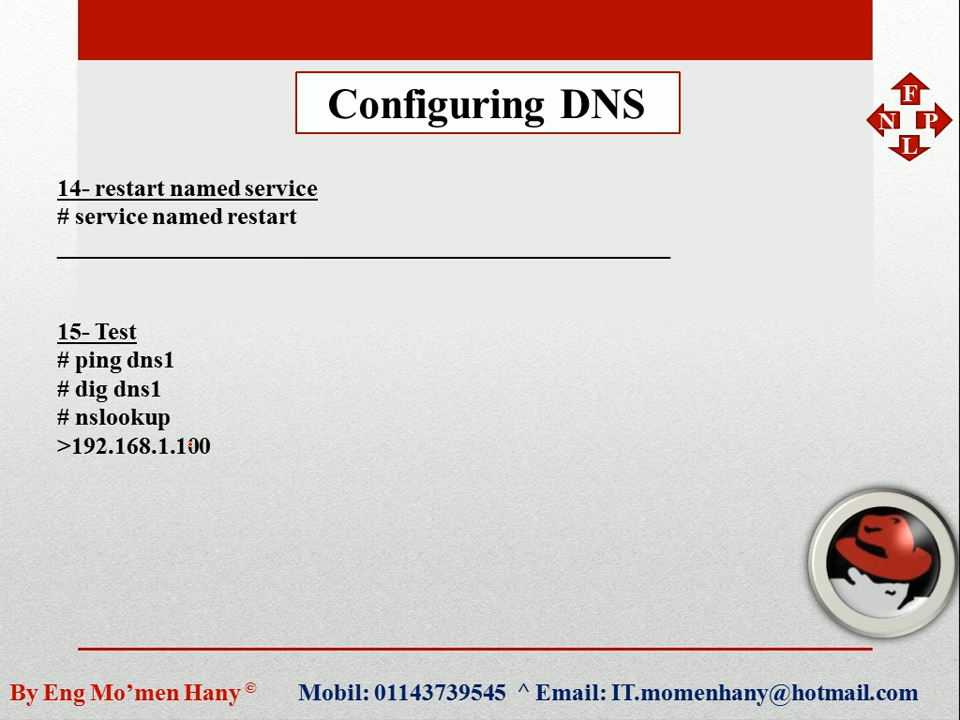 Configuring DNS
F
N P
L
14- restart named service
# service named restart
15- Test
# ping dns1
# dig dns1
# nslookup
>192.168.1.100
By Eng Mo’men Hany © Mobil: 01143739545 ^ Email: IT.momenhany@hotmail.com